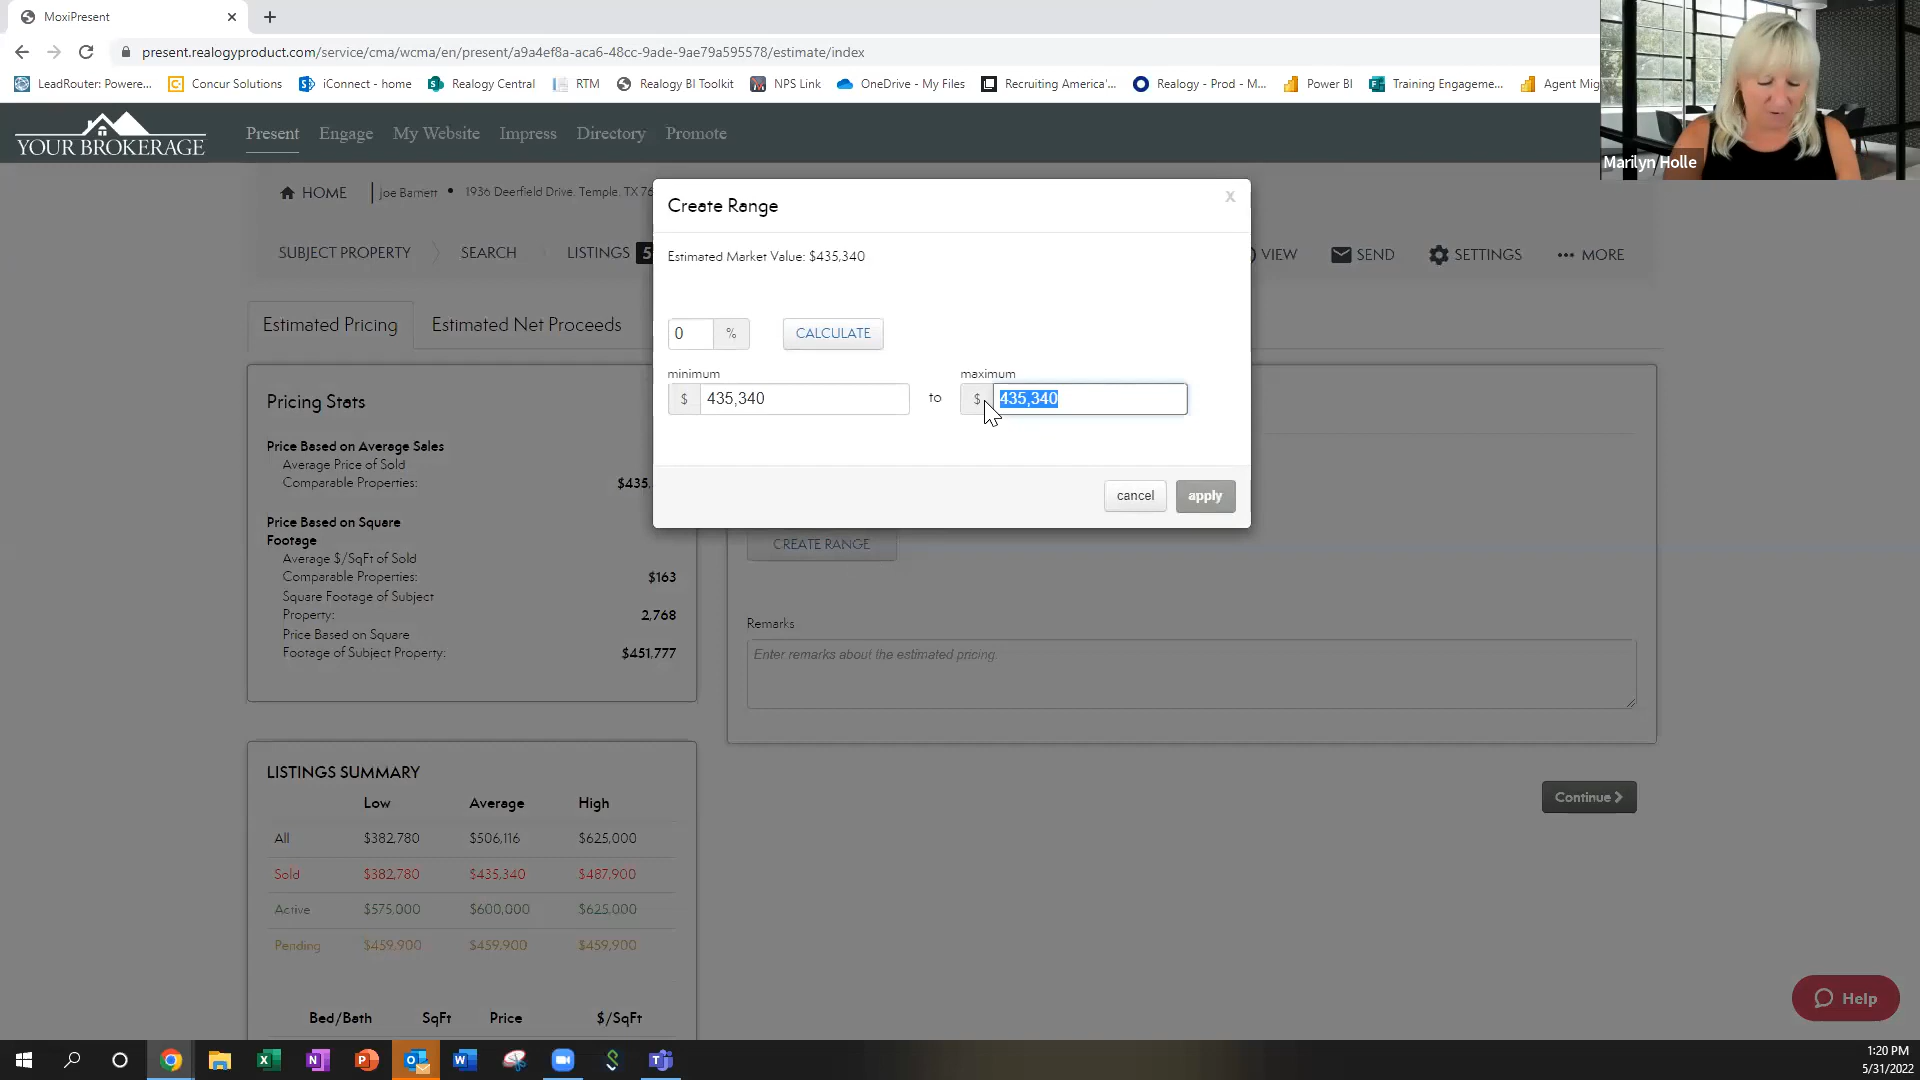 MoxiPresent
present.realogyproduct.com/service/cma/wcma/en/present/a9a4ef8a-aca6-48cc-9ade-9ae79a595578/estimate/index
LeadRouter: Powere... Concur Solutions iConnect - home Realogy Central RTM Realogy BI Toolkit NPS Link OneDrive - My Files Recruiting America'... Realogy - Prod - M... Power BI Training Engageme... Agent Mig
YOUR BROKERAGE Present Engage My Website Impress Directory Promote
Marilyn Holle
HOME Joe Barnett • 1936 Deerfield Drive, Temple, TX 76
SUBJECT PROPERTY SEARCH LISTINGS 5 VIEW SEND SETTINGS ••• MORE
Create Range X
Estimated Market Value: $435,340
0 % CALCULATE
minimum maximum
$ 435,340 to $ 435,340
cancel apply
Estimated Pricing Estimated Net Proceeds
Pricing Stats
Price Based on Average Sales
Average Price of Sold
Comparable Properties: $435,
Price Based on Square
Footage
Average $/SqFt of Sold
Comparable Properties: $163
Square Footage of Subject
Property: 2,768
Price Based on Square
Footage of Subject Property: $451,777
CREATE RANGE
Remarks
Enter remarks about the estimated pricing.
Continue
LISTINGS SUMMARY
Low Average High
All $382,780 $506,116 $625,000
Sold $382,780 $435,340 $487,900
Active $575,000 $600,000 $625,000
Pending $459,900 $459,900 $459,900
Bed/Bath SqFt Price $/SqFt
Help
1:20 PM
5/31/2022